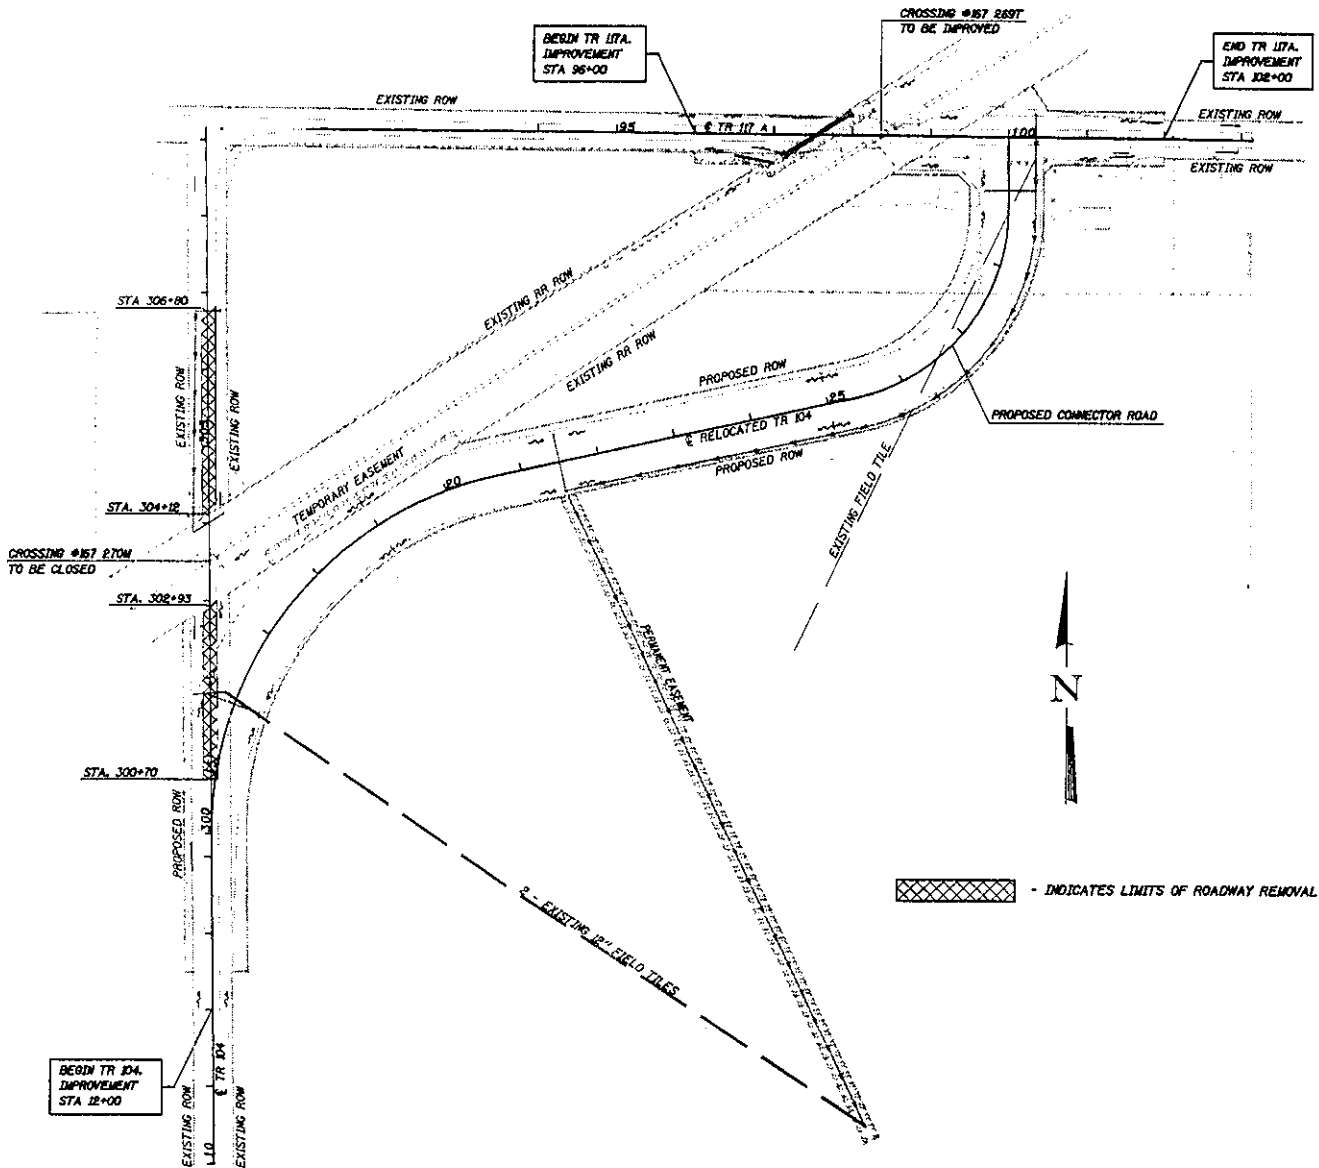 CROSSING #167 269T
TO BE IMPROVED
BEGIN TR 117A.
IMPROVEMENT
STA 96+00
END TR 117A.
IMPROVEMENT
STA 102+00
EXISTING ROW
95
℄ TR 117 A
100
EXISTING ROW
EXISTING ROW
STA 306+80
EXISTING RR ROW
EXISTING RR ROW
EXISTING ROW
EXISTING ROW
305
PROPOSED ROW
25
℄ RELOCATED TR 104
PROPOSED CONNECTOR ROAD
PROPOSED ROW
TEMPORARY EASEMENT
20
EXISTING FIELD TILE
STA. 304+12
CROSSING #167 270M
TO BE CLOSED
STA. 302+93
N
PERMANENT EASEMENT
STA. 300+70
300
PROPOSED ROW
- INDICATES LIMITS OF ROADWAY REMOVAL
2 - EXISTING 12" FIELD TILES
BEGIN TR 104.
IMPROVEMENT
STA 12+00
℄ TR 104
EXISTING ROW
10
EXISTING ROW